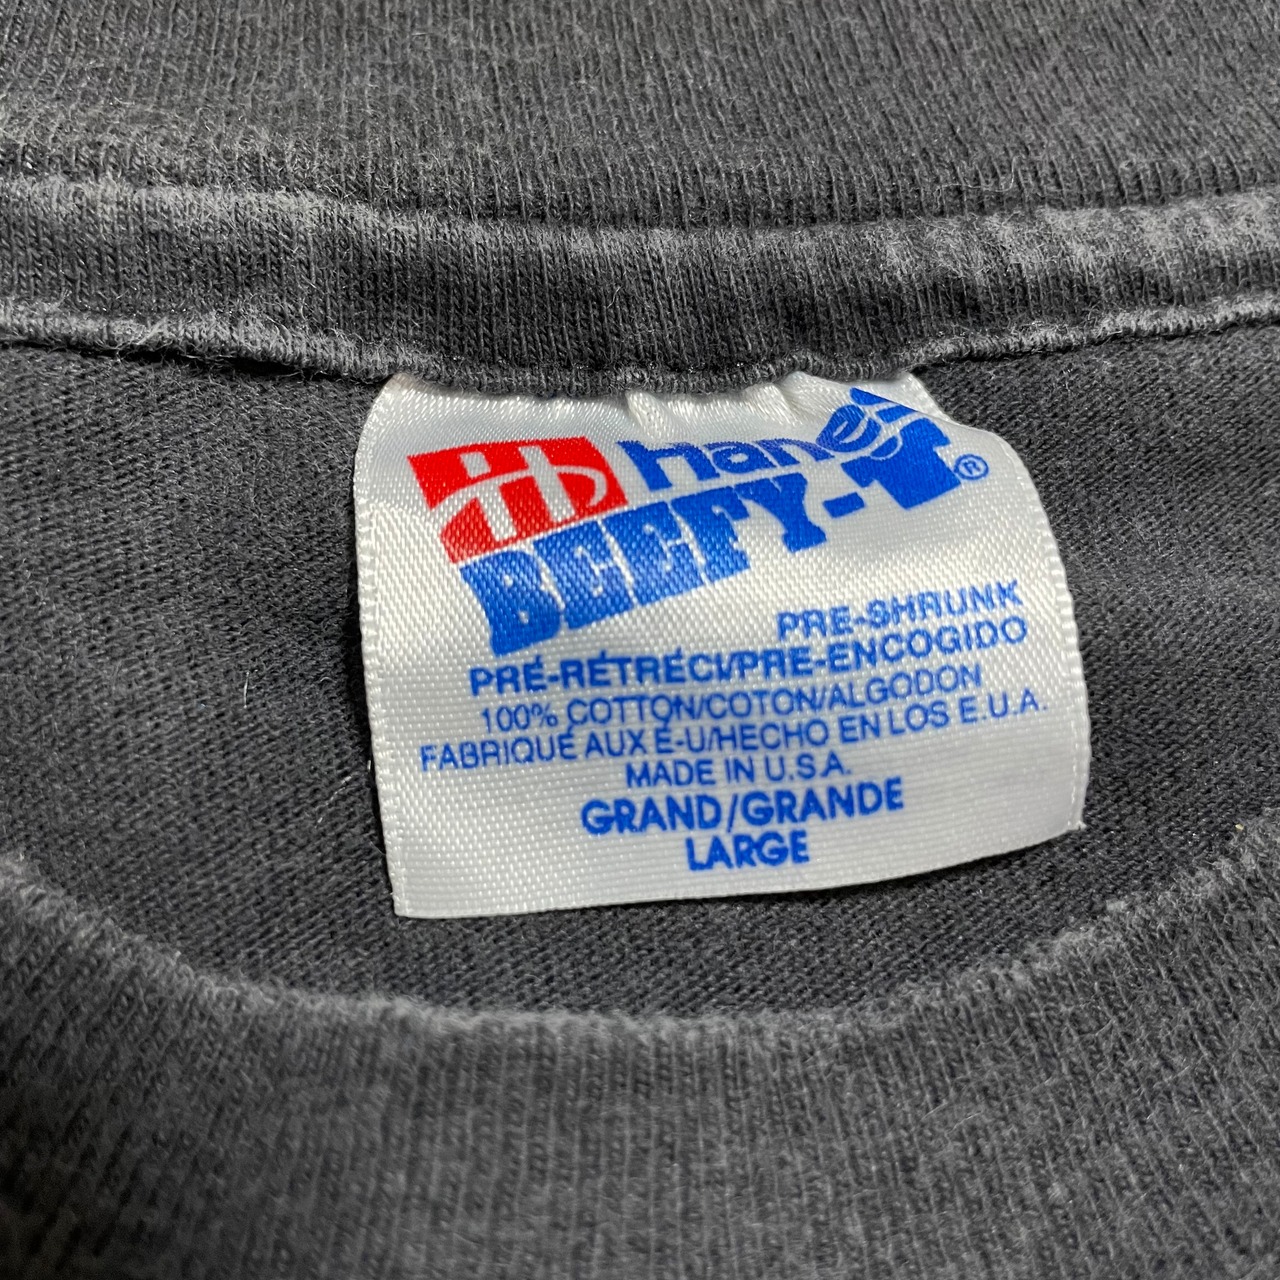 Hb Hanes
BEEFY-T®
PRE-SHRUNK
PRÉ-RÉTRÉCI/PRE-ENCOGIDO
100% COTTON/COTON/ALGODON
FABRIQUÉ AUX É-U/HECHO EN LOS E.U.A.
MADE IN U.S.A.
GRAND/GRANDE
LARGE